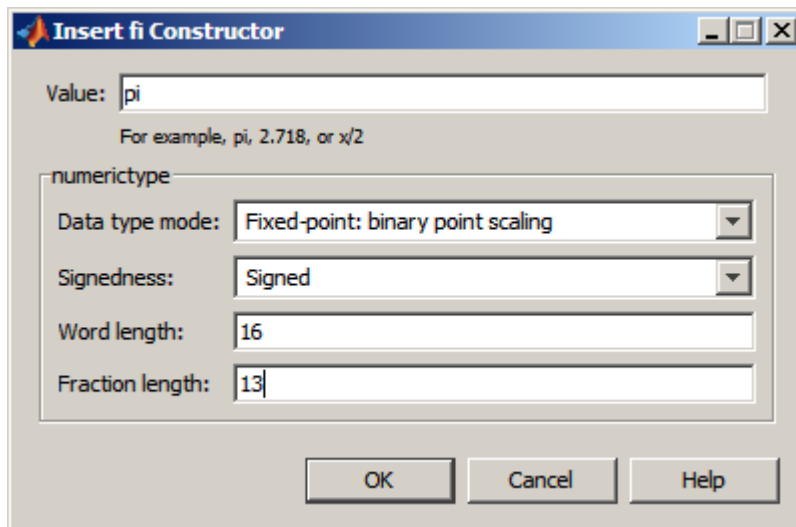 Insert fi Constructor
Value: pi
For example, pi, 2.718, or x/2
numerictype
Data type mode: Fixed-point: binary point scaling
Signedness: Signed
Word length: 16
Fraction length: 13
OK Cancel Help